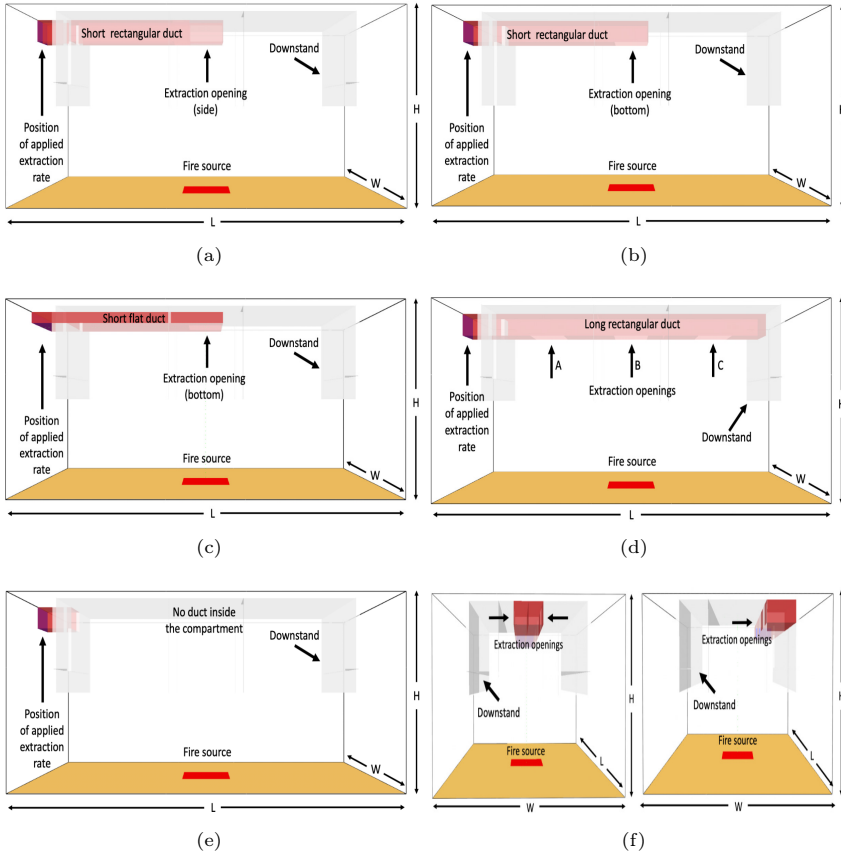 Short rectangular duct
Downstand
Extraction opening
(side)
Position
of applied
extraction
rate
Fire source
H
W
L
(a)
Short rectangular duct
Downstand
Extraction opening
(bottom)
Position
of applied
extraction
rate
Fire source
W
L
(b)
Short flat duct
Downstand
Extraction opening
(bottom)
Position
of applied
extraction
rate
Fire source
H
W
L
(c)
Long rectangular duct
A
B
C
Extraction openings
Position
of applied
extraction
rate
Downstand
Fire source
W
L
(d)
No duct inside
the compartment
Downstand
Position
of applied
extraction
rate
Fire source
H
W
L
(e)
Extraction openings
Downstand
Fire source
H
L
W
Extraction openings
Downstand
Fire source
L
W
(f)